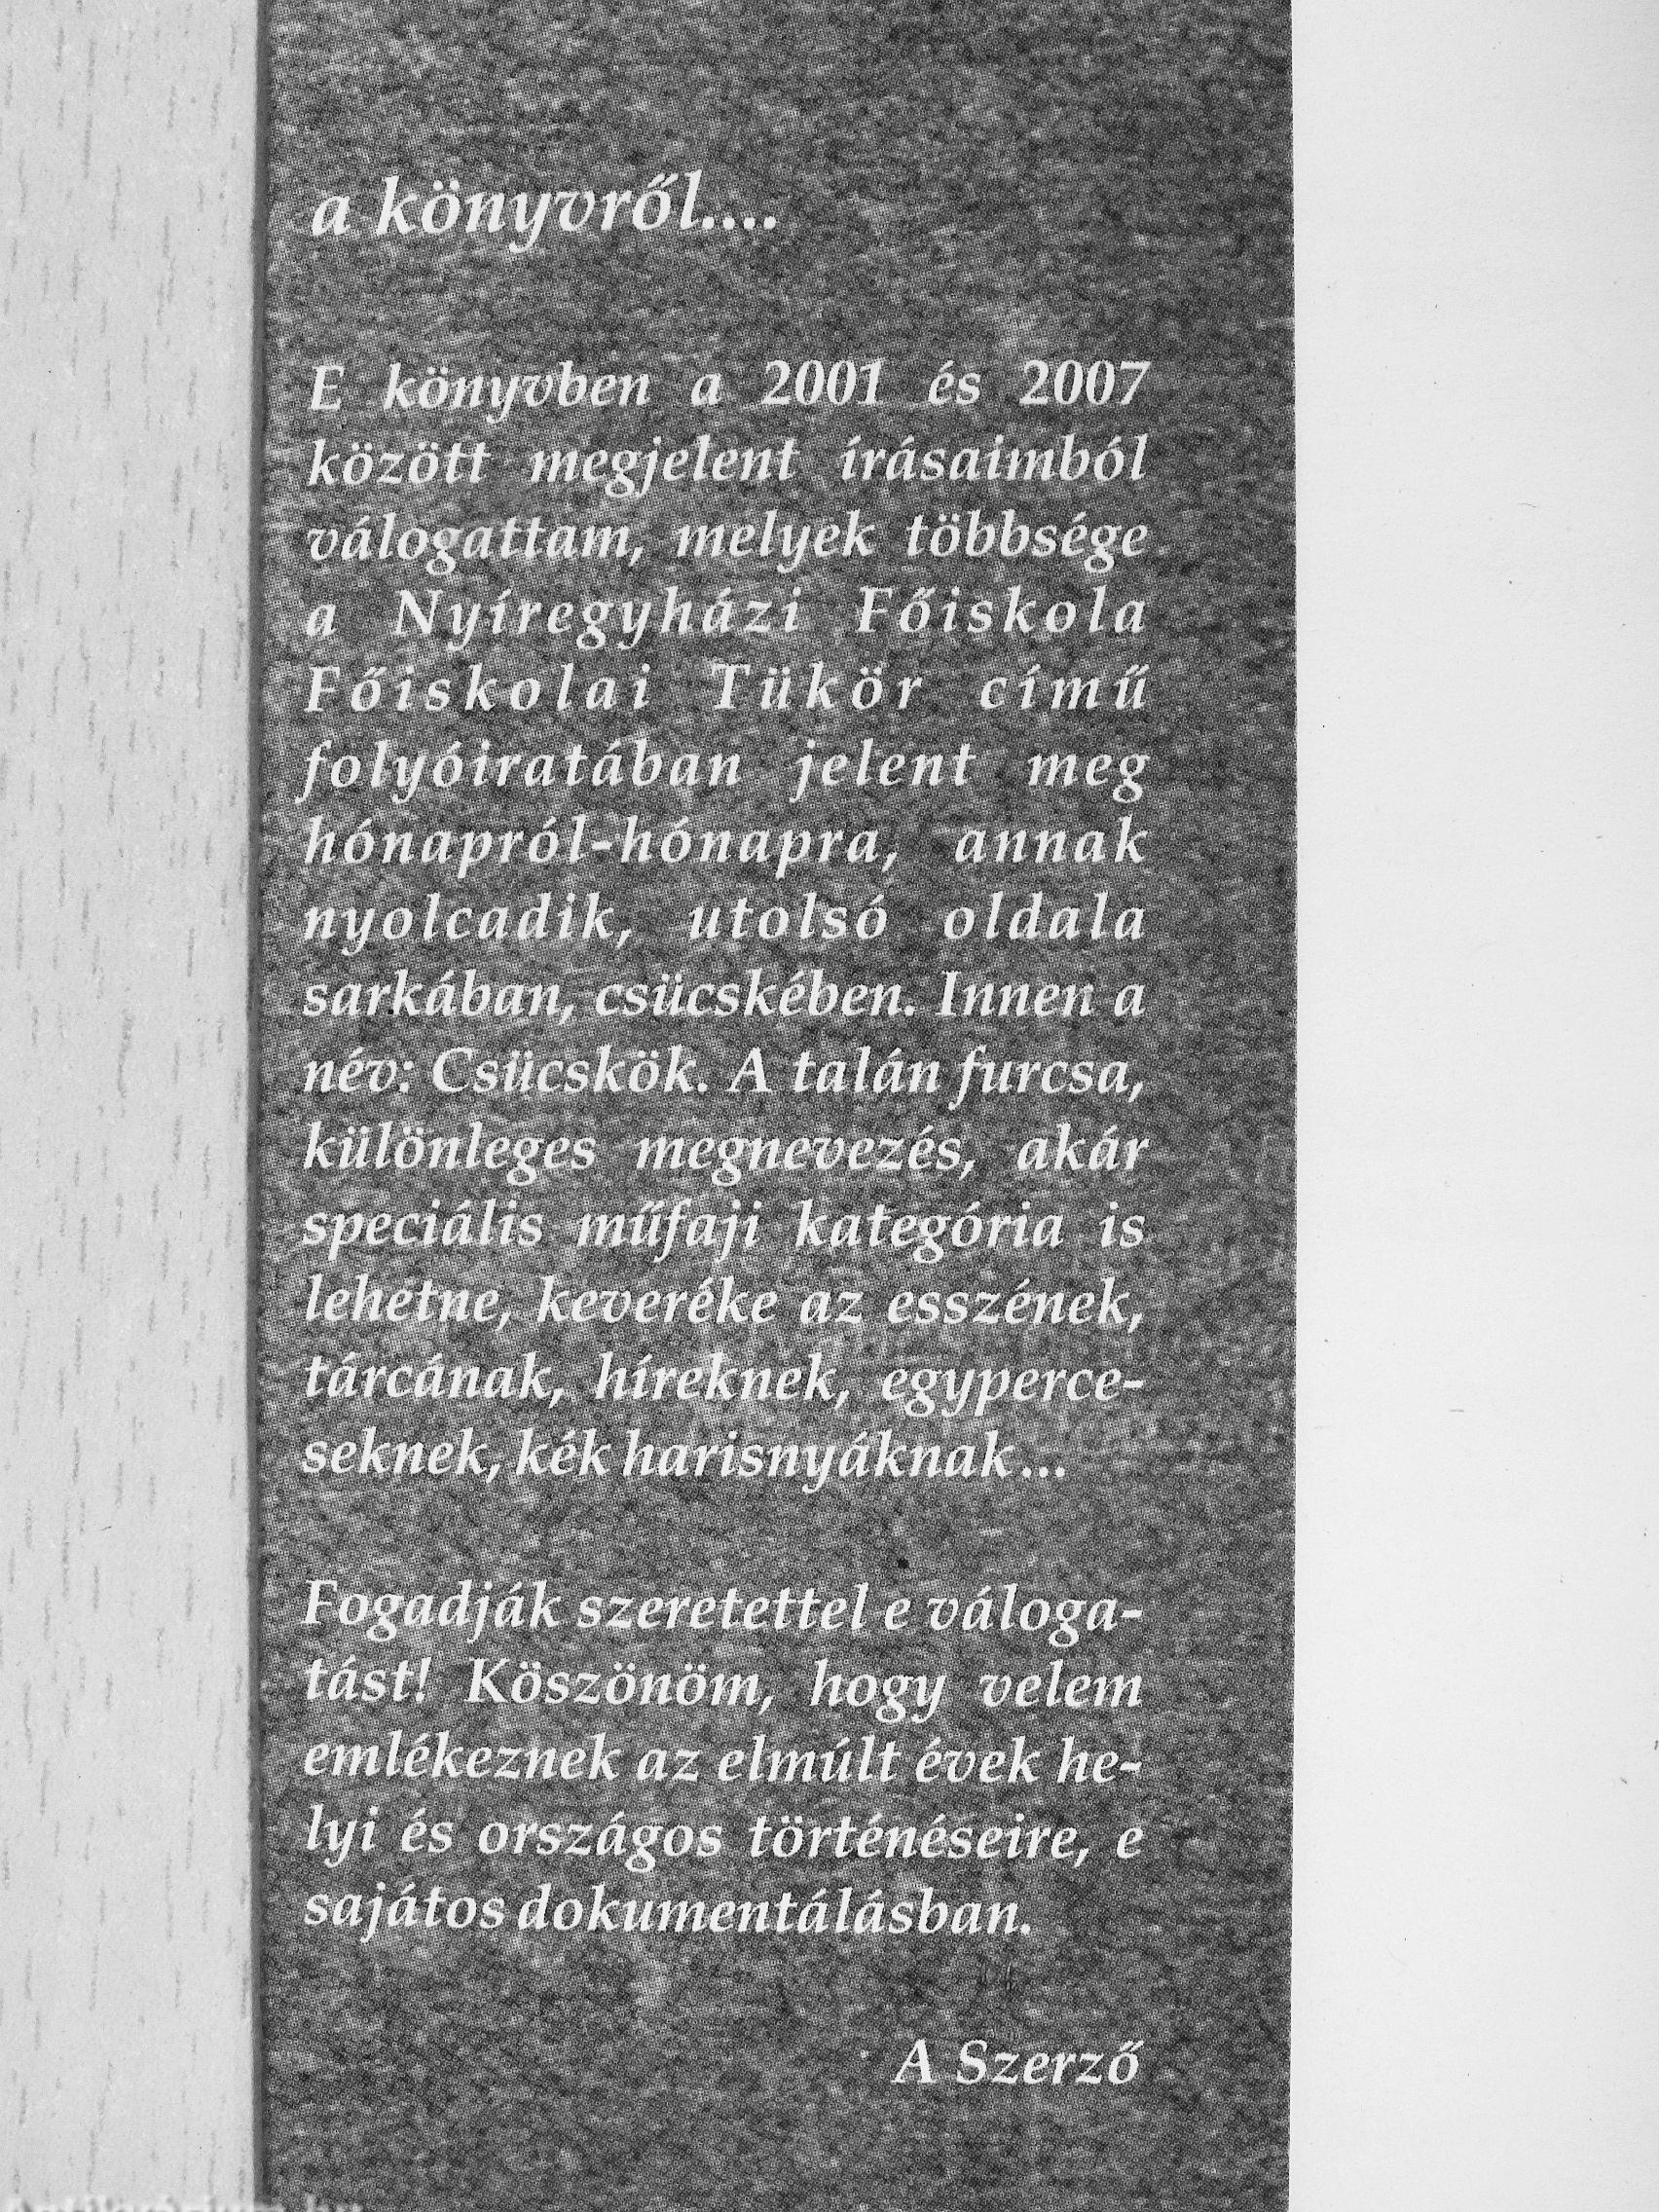 a könyvről....
E könyvben a 2001 és 2007
között megjelent írásaimból
válogattam, melyek többsége
a Nyíregyházi Főiskola
Főiskolai Tükör című
folyóiratában jelent meg
hónapról-hónapra, annak
nyolcadik, utolsó oldala
sarkában, csücskében. Innen a
név: Csücskök. A talán furcsa,
különleges megnevezés, akár
speciális műfaji kategória is
lehetne, keveréke az esszének,
tárcának, híreknek, egyperce-
seknek, kék harisnyáknak...
Fogadják szeretettel e váloga-
tást! Köszönöm, hogy velem
emlékeznek az elmúlt évek he-
lyi és országos történéseire, e
sajátos dokumentálásban.
A Szerző